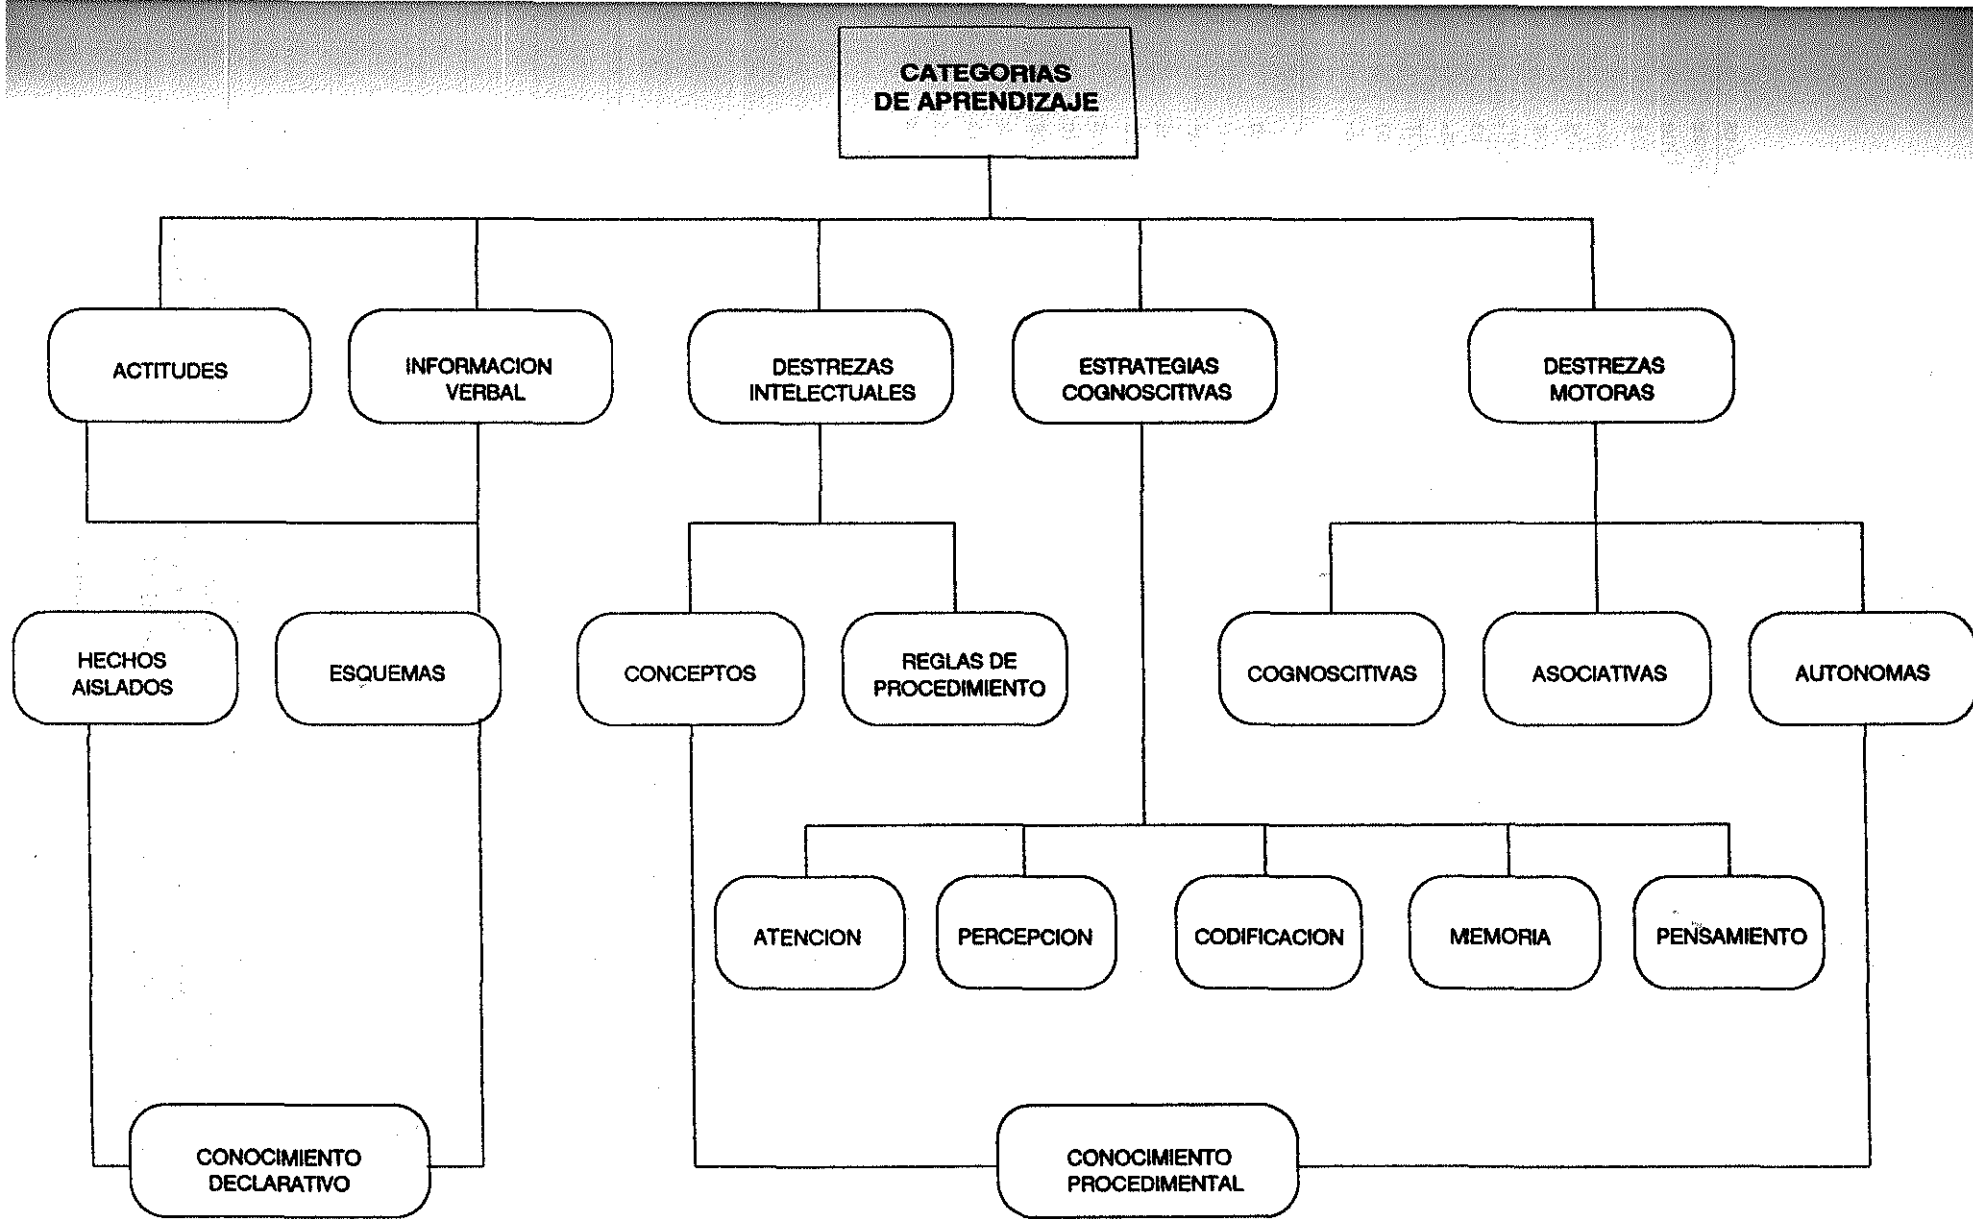 CATEGORIAS
DE APRENDIZAJE
ACTITUDES
INFORMACION
VERBAL
DESTREZAS
INTELECTUALES
ESTRATEGIAS
COGNOSCITIVAS
DESTREZAS
MOTORAS
HECHOS
AISLADOS
ESQUEMAS
CONCEPTOS
REGLAS DE
PROCEDIMIENTO
COGNOSCITIVAS
ASOCIATIVAS
AUTONOMAS
ATENCION
PERCEPCION
CODIFICACION
MEMORIA
PENSAMIENTO
CONOCIMIENTO
DECLARATIVO
CONOCIMIENTO
PROCEDIMENTAL